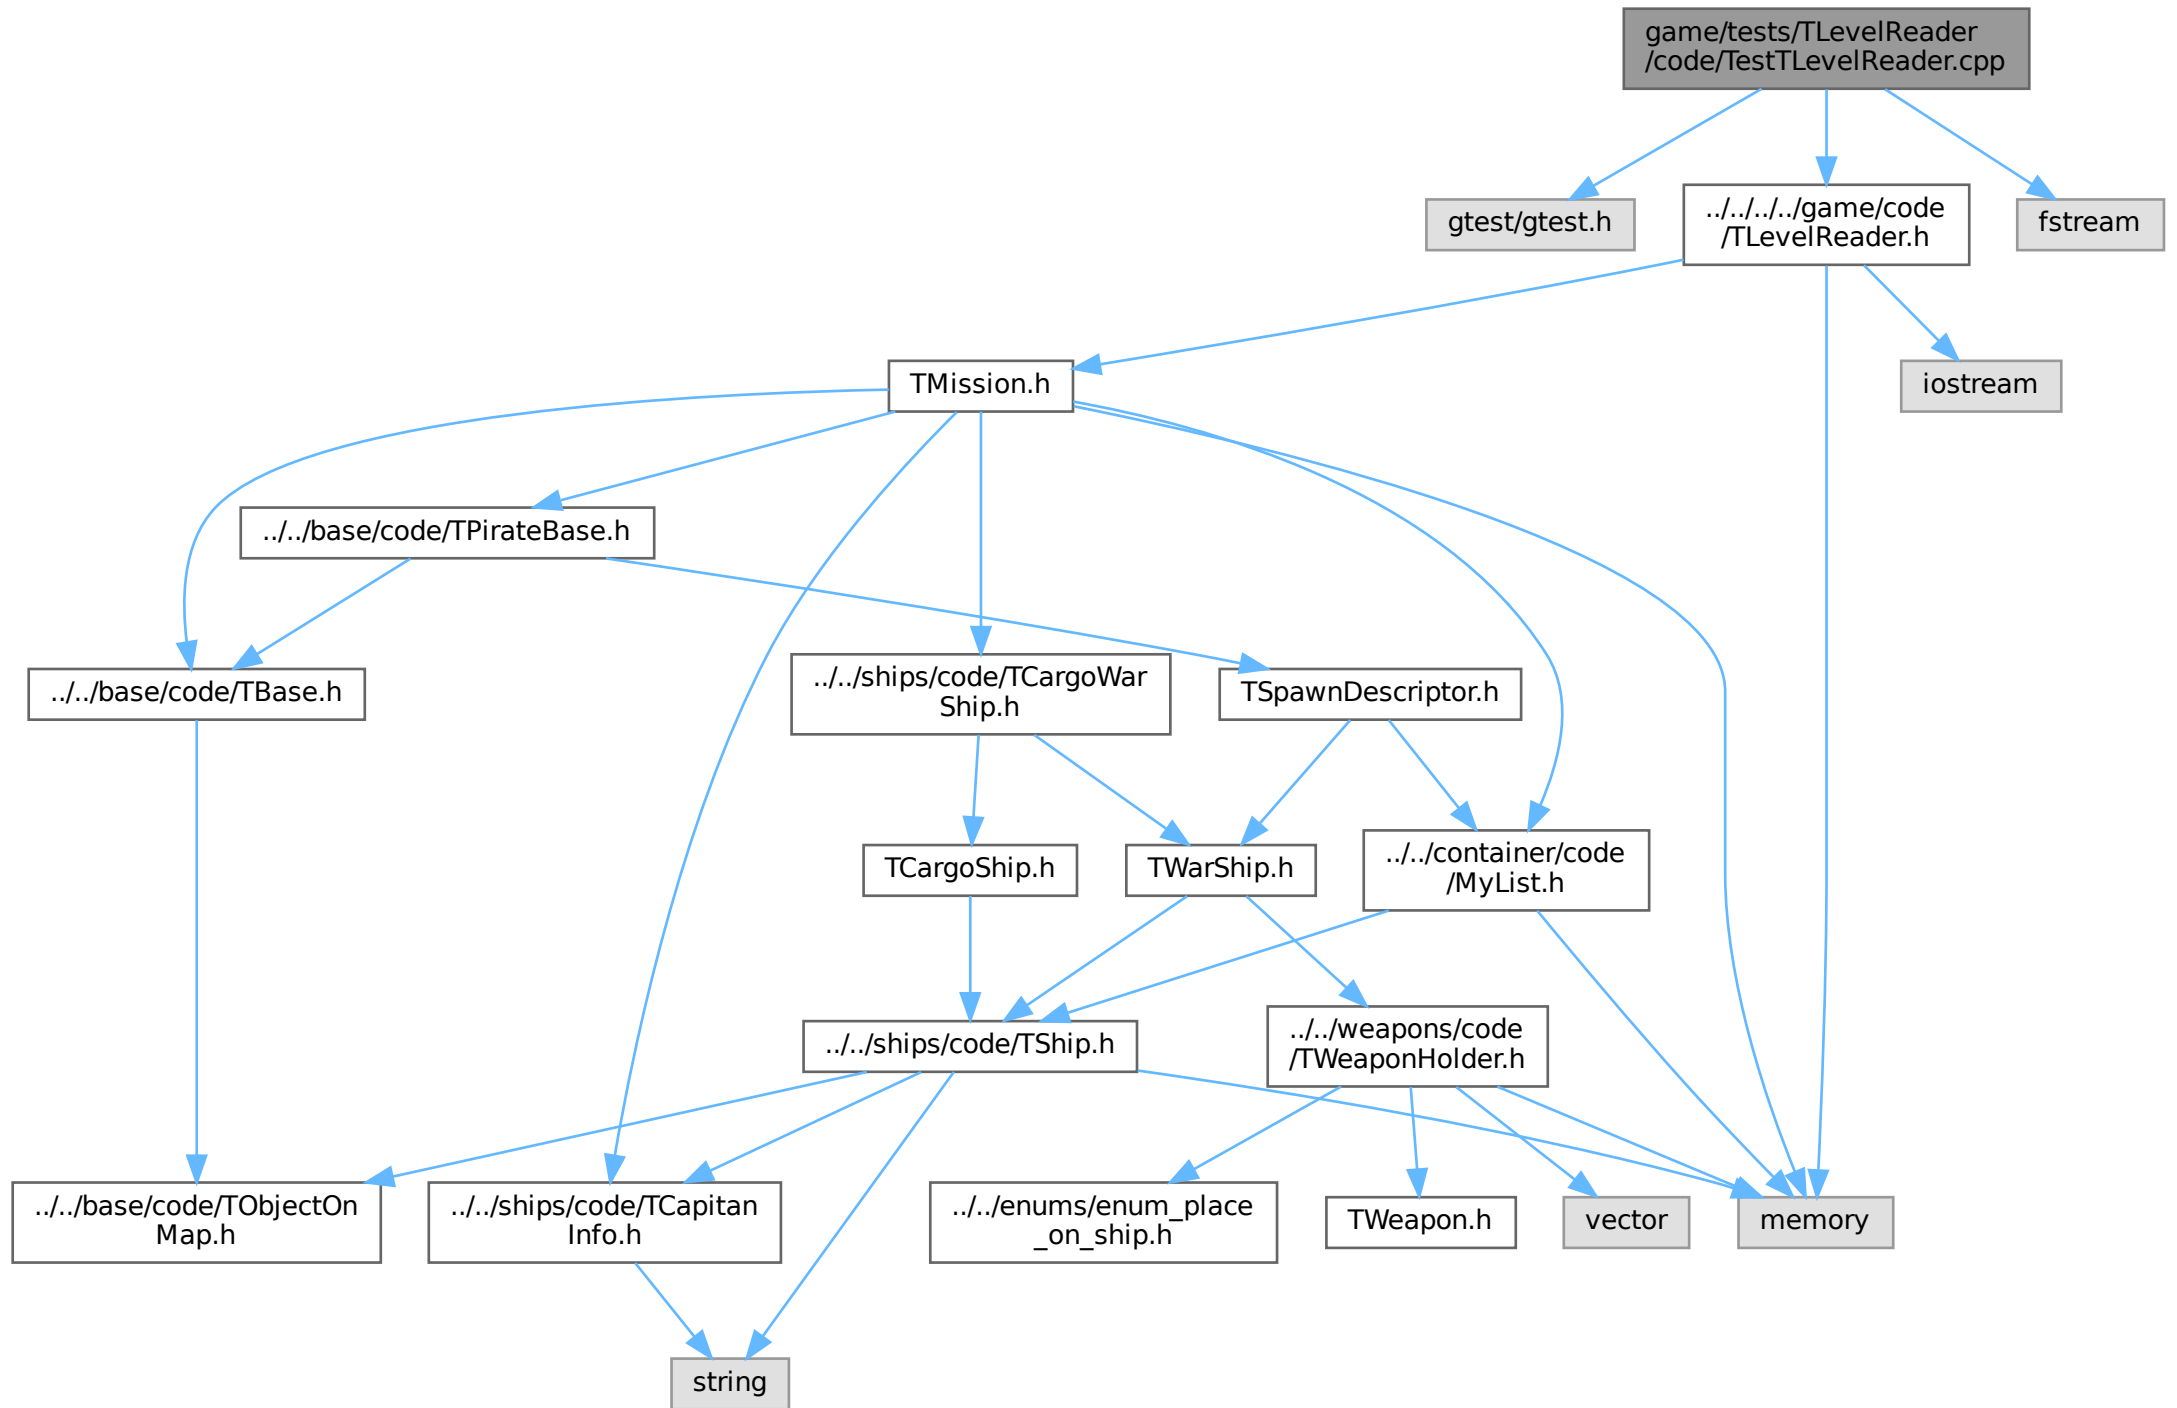 game/tests/TLevelReader
/code/TestTLevelReader.cpp
gtest/gtest.h
../../../../game/code
/TLevelReader.h
fstream
TMission.h
iostream
../../base/code/TPirateBase.h
../../base/code/TBase.h
../../ships/code/TCargoWar
Ship.h
TSpawnDescriptor.h
TCargoShip.h
TWarShip.h
../../container/code
/MyList.h
../../ships/code/TShip.h
../../weapons/code
/TWeaponHolder.h
../../base/code/TObjectOn
Map.h
../../ships/code/TCapitan
Info.h
../../enums/enum_place
_on_ship.h
TWeapon.h
vector
memory
string